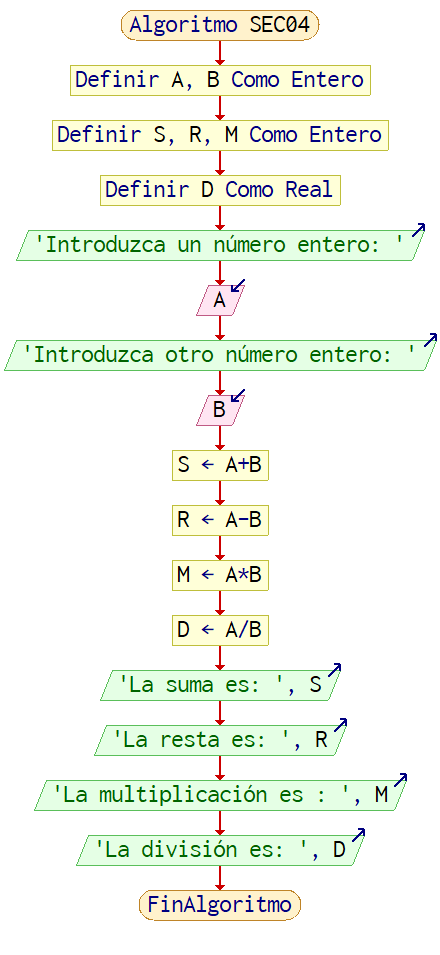 Algoritmo SEC04
Definir A, B Como Entero
Definir S, R, M Como Entero
Definir D Como Real
'Introduzca un número entero: '
A
'Introduzca otro número entero: '
B
S ← A+B
R ← A-B
M ← A*B
D ← A/B
'La suma es: ', S
'La resta es: ', R
'La multiplicación es : ', M
'La división es: ', D
FinAlgoritmo